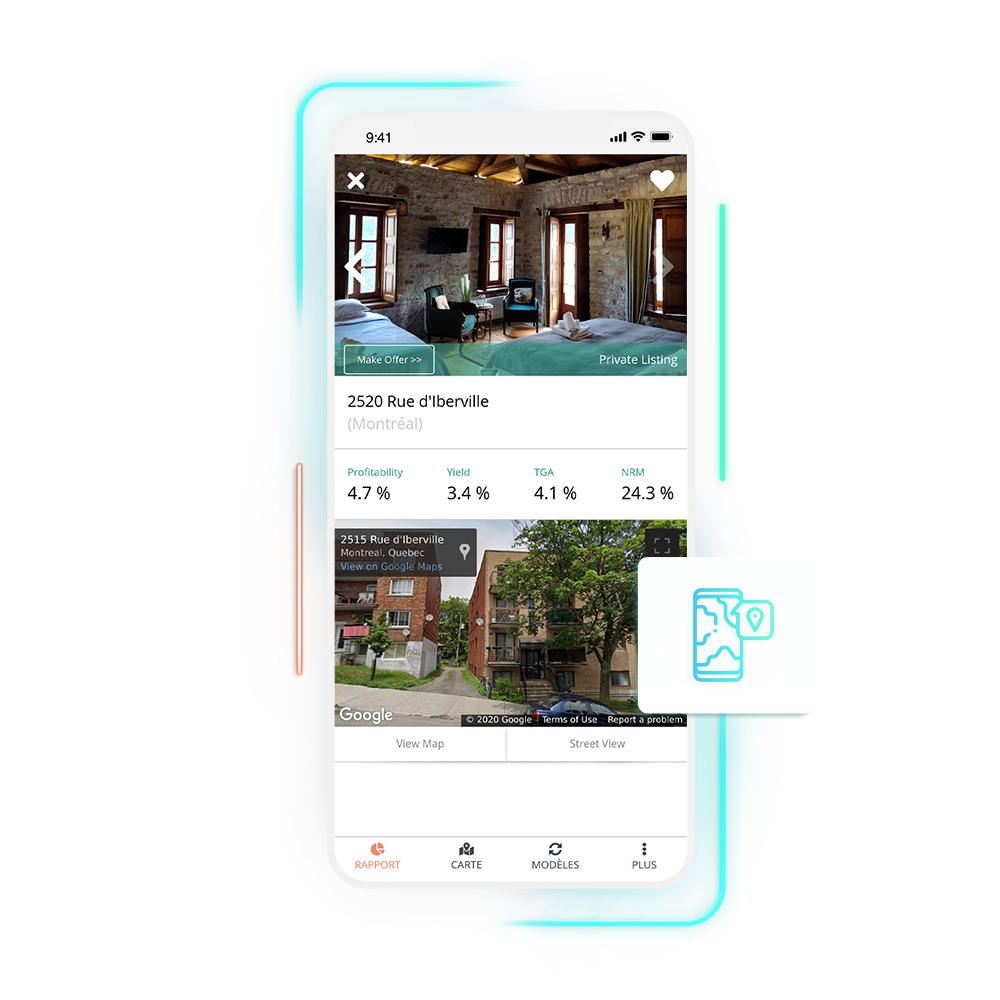 9:41
Make Offer >>
Private Listing
2520 Rue d'Iberville
(Montréal)
Profitability Yield TGA NRM
4.7 % 3.4 % 4.1 % 24.3 %
2515 Rue d'Iberville
Montreal, Quebec
View on Google Maps
Google
© 2020 Google Terms of Use Report a problem
View Map Street View
RAPPORT CARTE MODÈLES PLUS